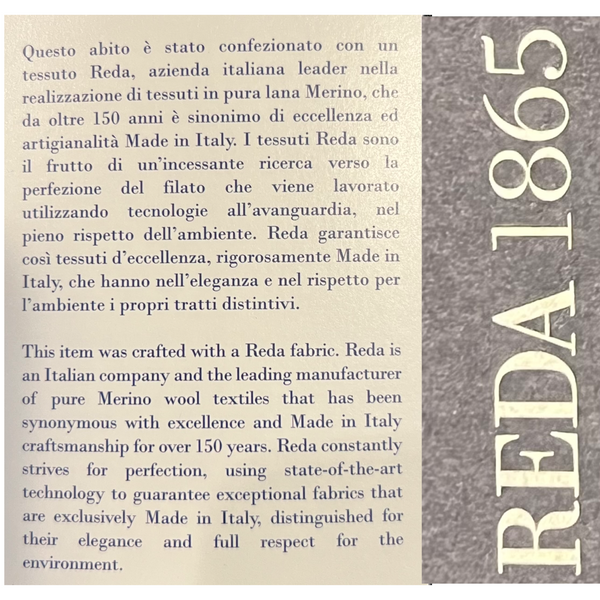 Questo abito è stato confezionato con un
tessuto Reda, azienda italiana leader nella
realizzazione di tessuti in pura lana Merino, che
da oltre 150 anni è sinonimo di eccellenza ed
artigianalità Made in Italy. I tessuti Reda sono
il frutto di un'incessante ricerca verso la
perfezione del filato che viene lavorato
utilizzando tecnologie all'avanguardia, nel
pieno rispetto dell'ambiente. Reda garantisce
così tessuti d'eccellenza, rigorosamente Made in
Italy, che hanno nell'eleganza e nel rispetto per
l'ambiente i propri tratti distintivi.
This item was crafted with a Reda fabric. Reda is
an Italian company and the leading manufacturer
of pure Merino wool textiles that has been
synonymous with excellence and Made in Italy
craftsmanship for over 150 years. Reda constantly
strives for perfection, using state-of-the-art
technology to guarantee exceptional fabrics that
are exclusively Made in Italy, distinguished for
their elegance and full respect for the
environment.
REDA 1865